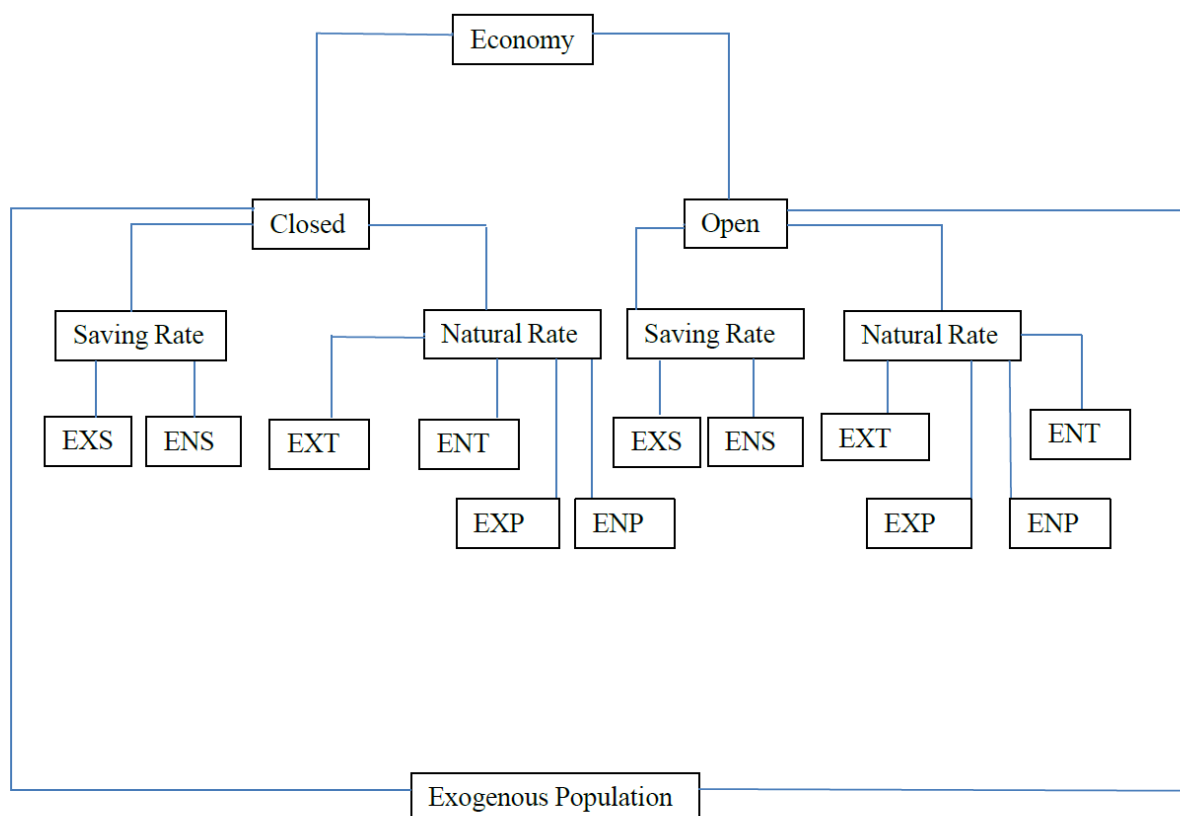 Economy
Closed
Open
Saving Rate
Natural Rate
Saving Rate
Natural Rate
EXS
ENS
EXT
ENT
EXS
ENS
EXT
ENT
EXP
ENP
EXP
ENP
Exogenous Population